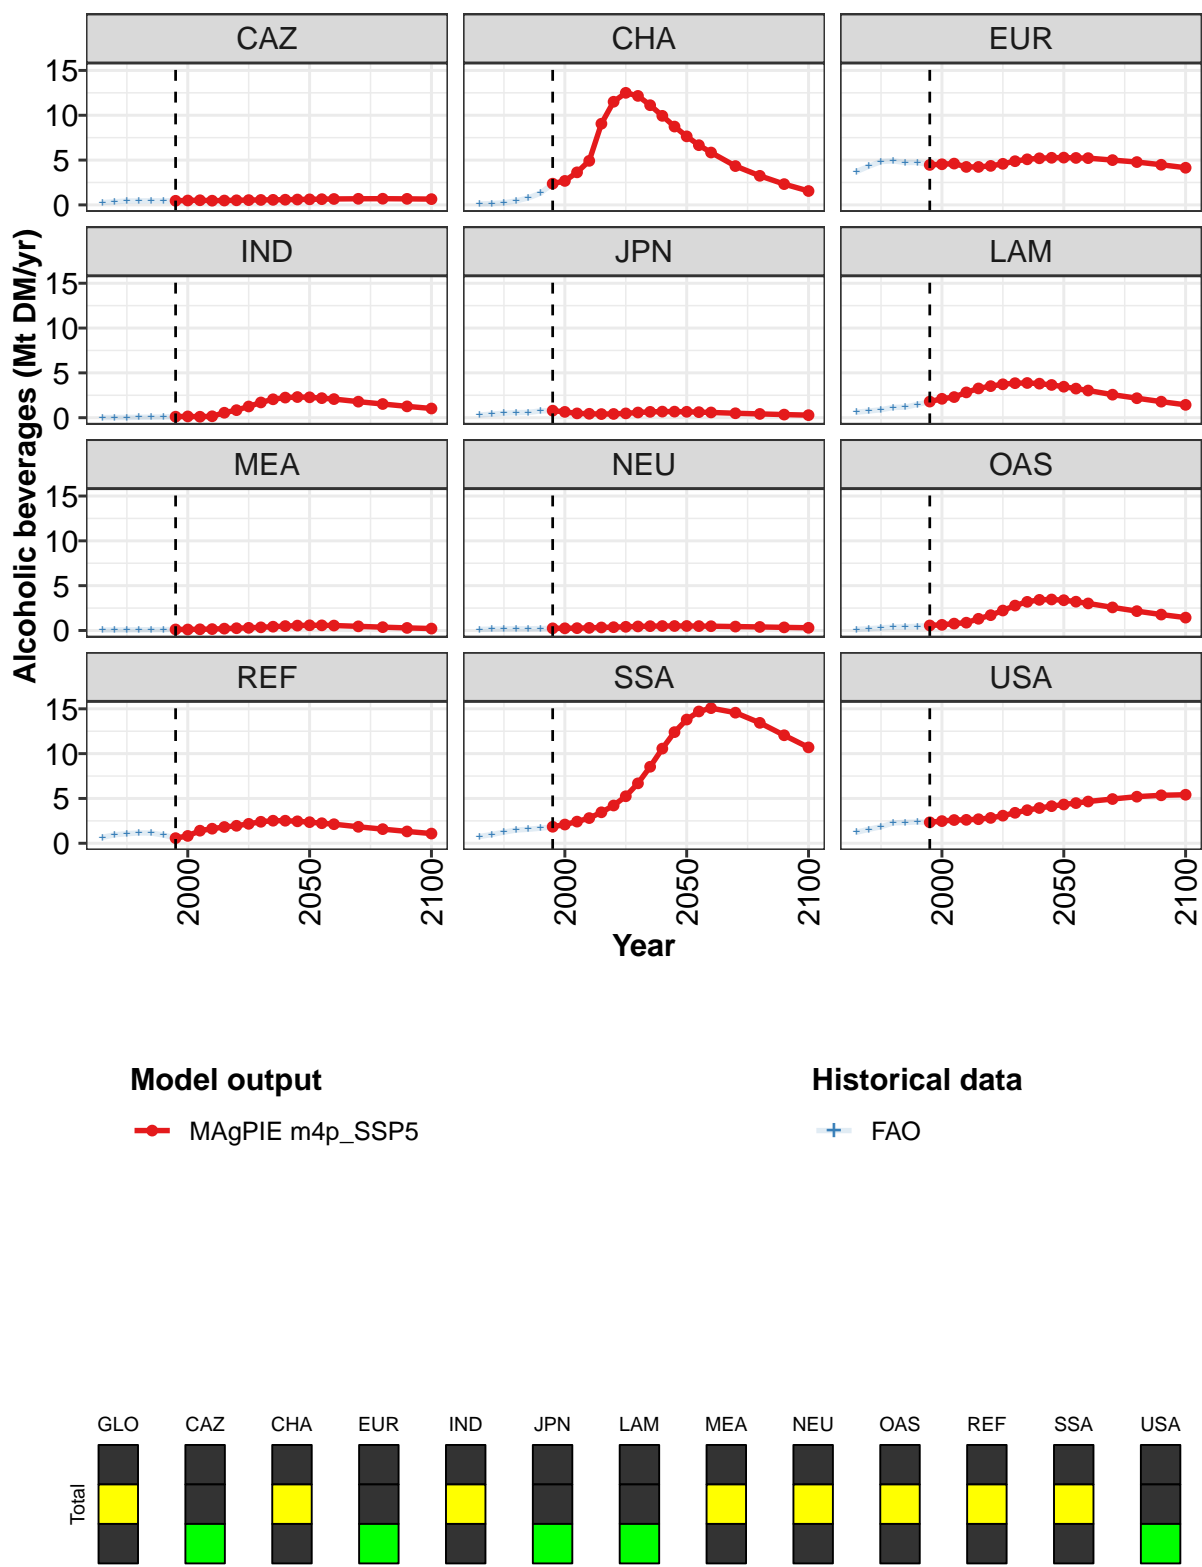 CAZ CHA EUR
15
10
5
0
IND JPN LAM
15
10
5
0
MEA NEU OAS
15
10
5
0
REF SSA USA
15
10
5
0
Alcoholic beverages (Mt DM/yr)
2000 2050 2100 2000 2050 2100 2000 2050 2100
Year
Model output Historical data
MAgPIE m4p_SSP5 FAO
GLO CAZ CHA EUR IND JPN LAM MEA NEU OAS REF SSA USA
Total